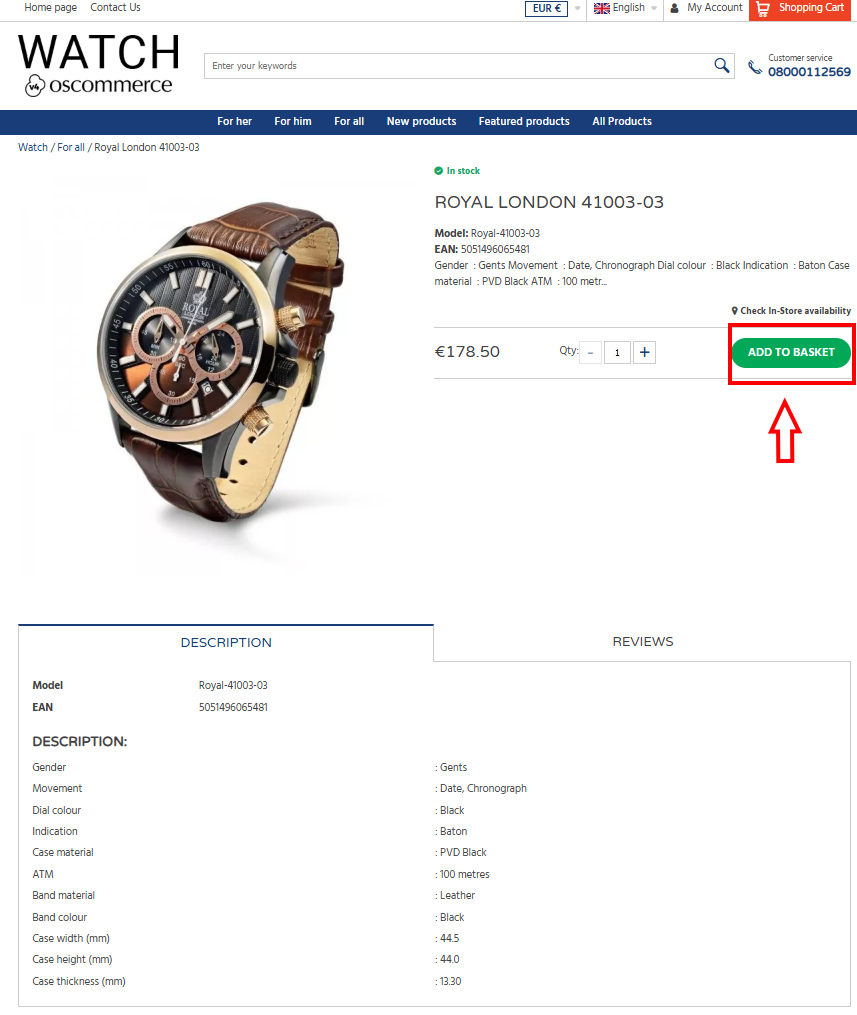 Home page Contact Us EUR € English My Account Shopping Cart
WATCH
v4 oscommerce
Enter your keywords
Customer service
08000112569
For her For him For all New products Featured products All Products
Watch / For all / Royal London 41003-03
In stock
ROYAL LONDON 41003-03
Model: Royal-41003-03
EAN: 5051496065481
Gender : Gents Movement : Date, Chronograph Dial colour : Black Indication : Baton Case
material : PVD Black ATM : 100 metr...
Check In-Store availability
€178.50 Qty: - 1 + ADD TO BASKET
ROYAL
DESCRIPTION REVIEWS
Model Royal-41003-03
EAN 5051496065481
DESCRIPTION:
Gender : Gents
Movement : Date, Chronograph
Dial colour : Black
Indication : Baton
Case material : PVD Black
ATM : 100 metres
Band material : Leather
Band colour : Black
Case width (mm) : 44.5
Case height (mm) : 44.0
Case thickness (mm) : 13.30